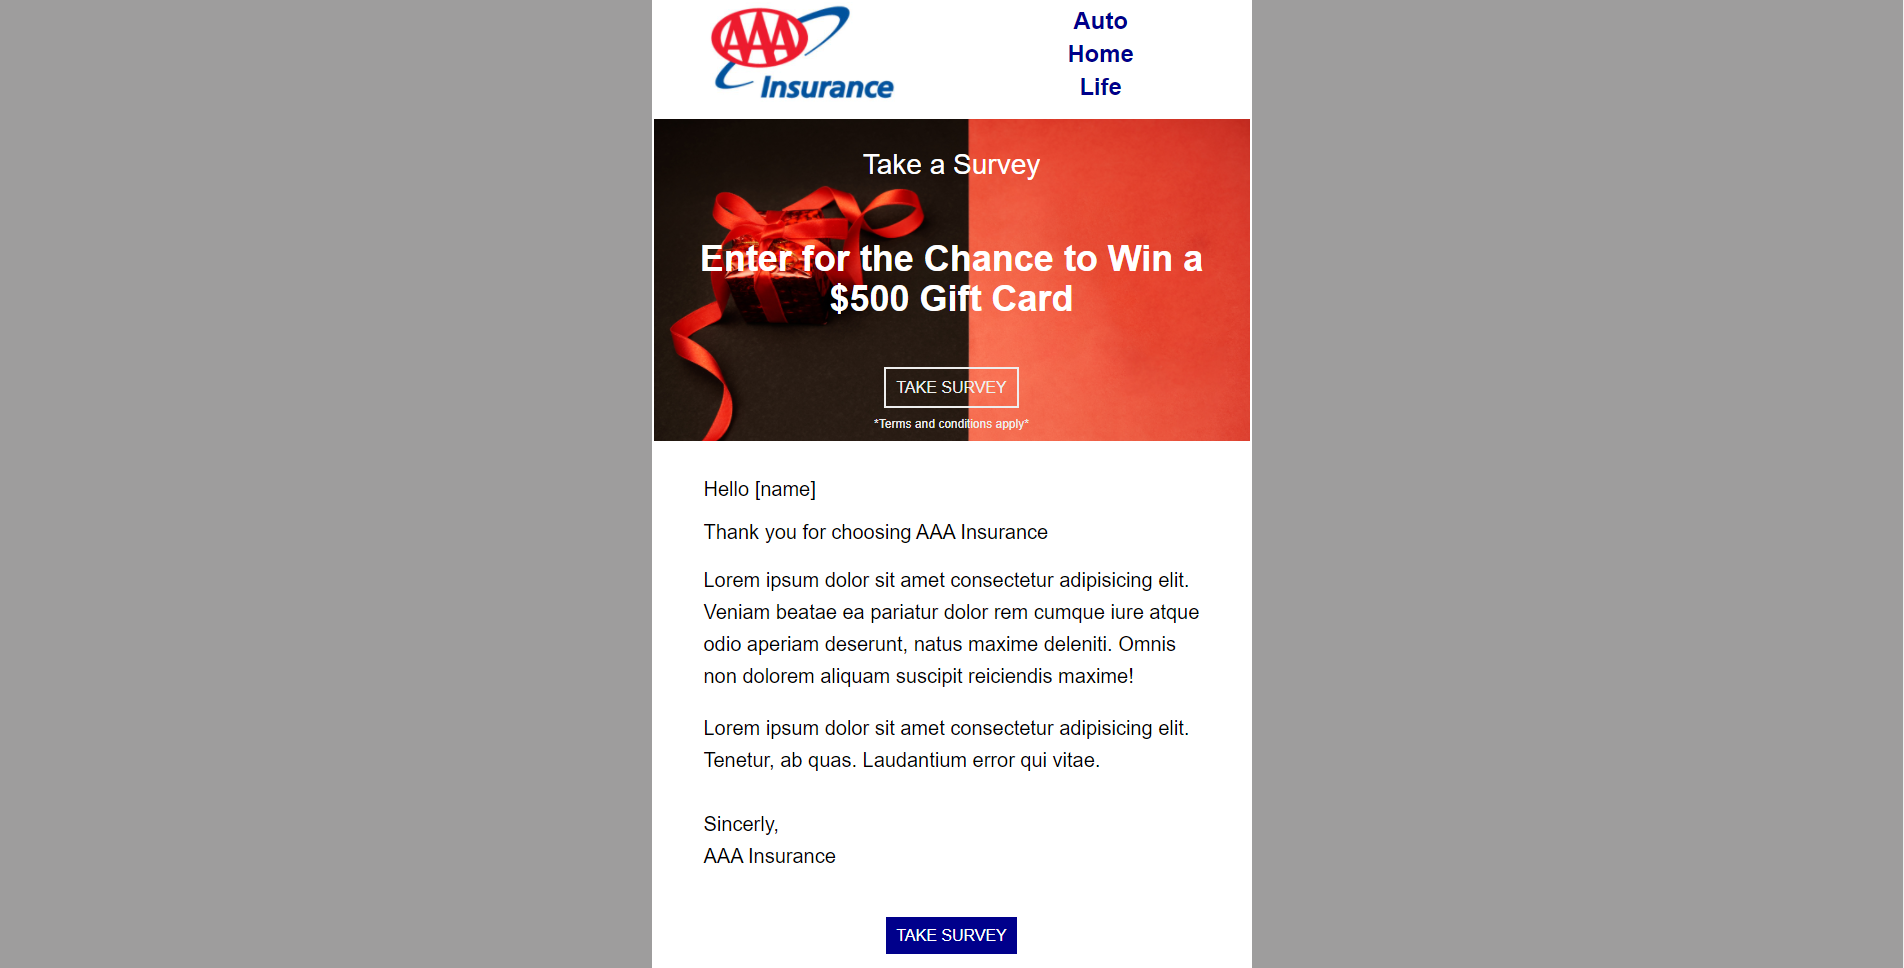 AAA
Insurance
Auto
Home
Life
Take a Survey
Enter for the Chance to Win a
$500 Gift Card
TAKE SURVEY
*Terms and conditions apply*
Hello [name]
Thank you for choosing AAA Insurance
Lorem ipsum dolor sit amet consectetur adipisicing elit.
Veniam beatae ea pariatur dolor rem cumque iure atque
odio aperiam deserunt, natus maxime deleniti. Omnis
non dolorem aliquam suscipit reiciendis maxime!
Lorem ipsum dolor sit amet consectetur adipisicing elit.
Tenetur, ab quas. Laudantium error qui vitae.
Sincerly,
AAA Insurance
TAKE SURVEY